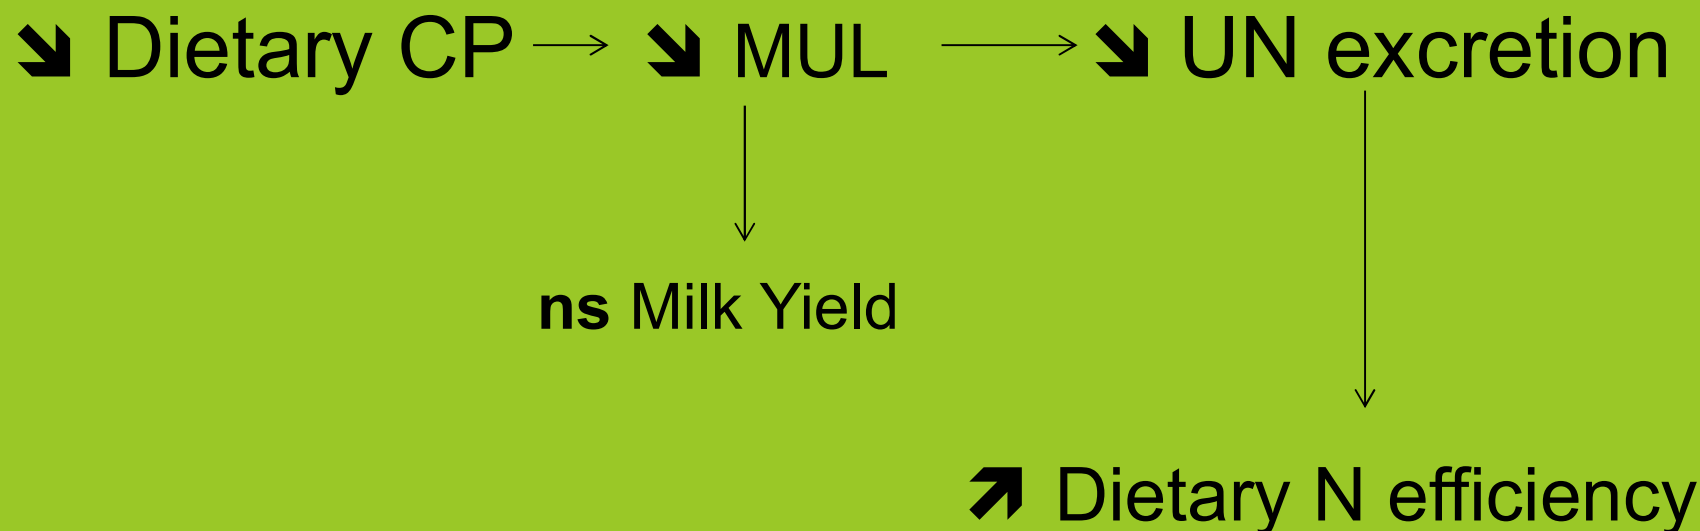 ↘ Dietary CP → ↘ MUL → ↘ UN excretion
ns Milk Yield
↗ Dietary N efficiency